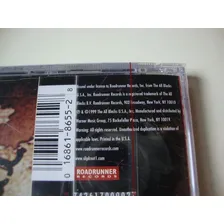 Issued under license to Roadrunner Records, Inc. from The All Blacks
U.S.A., Inc. Roadrunner Records is a registered trademark of The All
Blacks, B.V. Roadrunner Records, 902 Broadway, New York, NY 10010
© 1999 The All Blacks U.S.A., Inc. Manufactured and distributed by
Warner Music Group, 75 Rockefeller Plaza, New York, NY 10019
Warning: All rights reserved. Unauthorized duplication is a violation of
applicable laws. Printed in the U.S.A.
www.roadrunnerrecords.com
www.slipknot1.com
0 16861-8655-2 8
ROADRUNNER
RECORDS